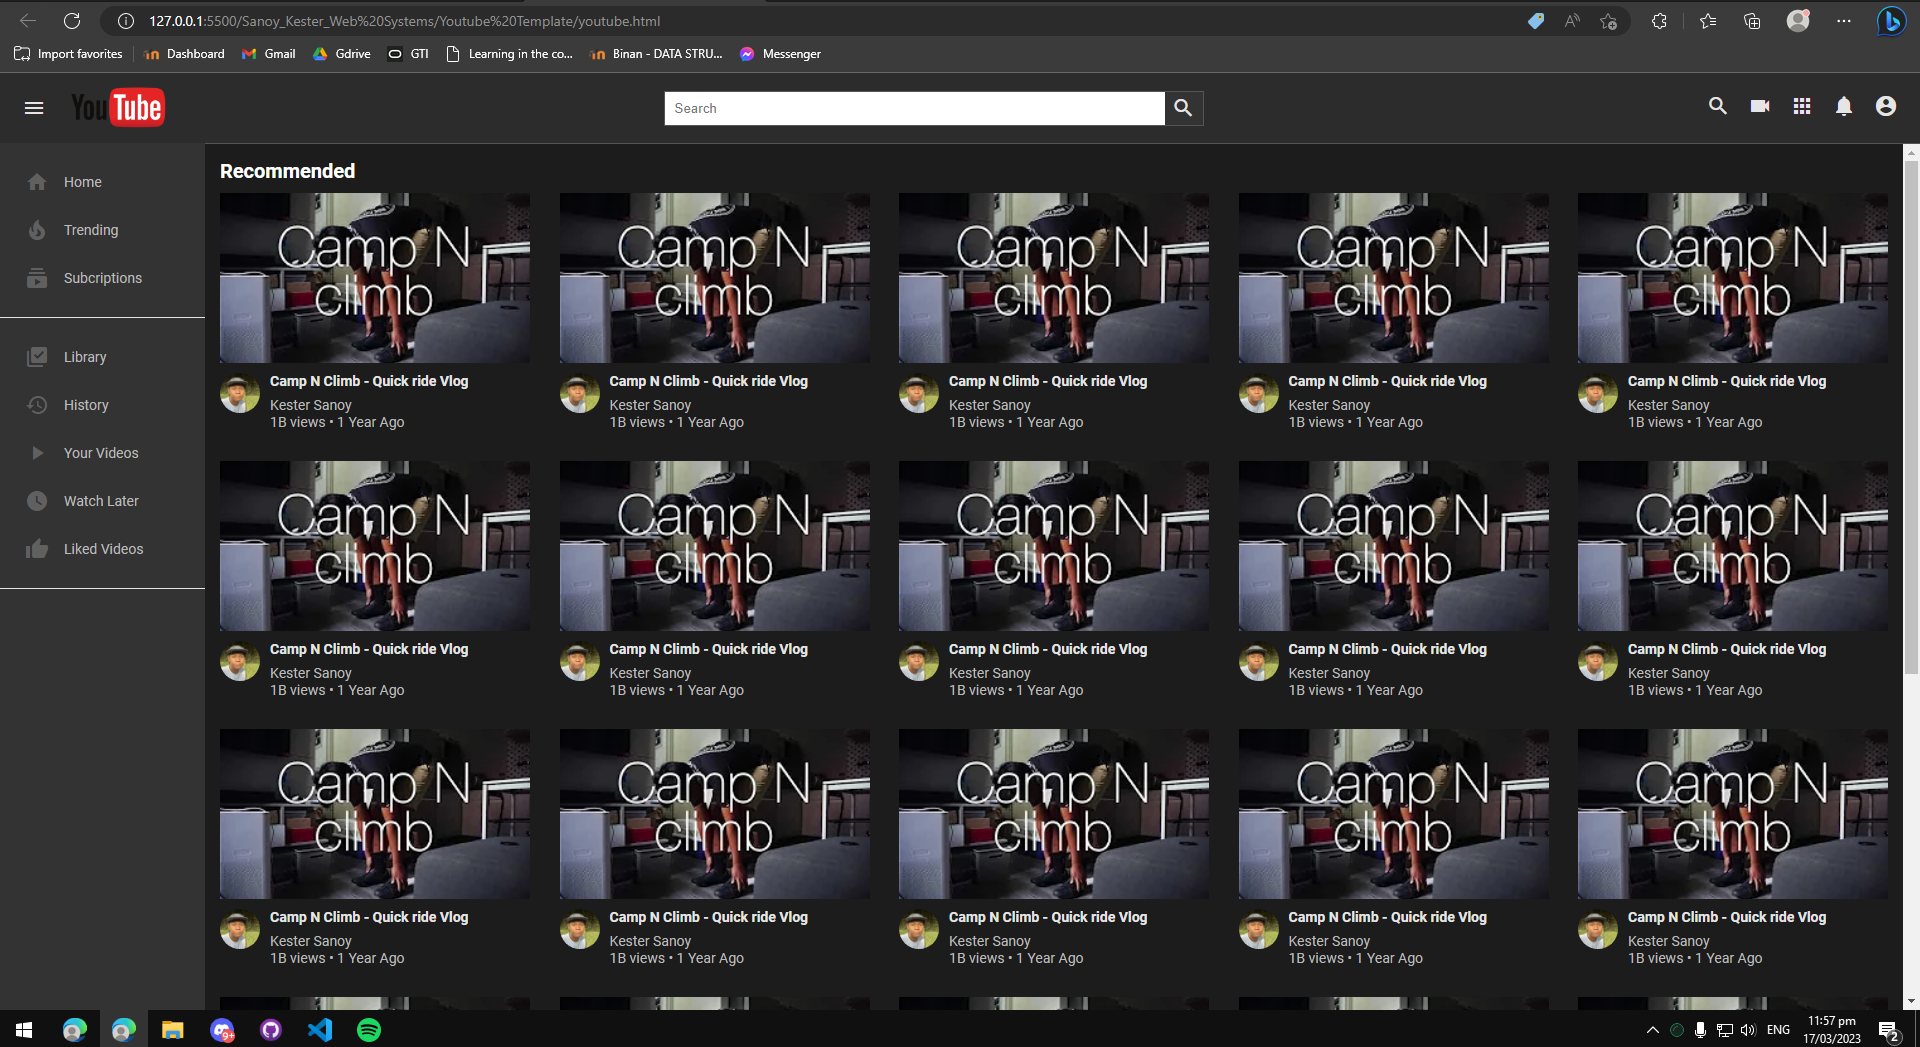 127.0.0.1:5500/Sanoy_Kester_Web%20Systems/Youtube%20Template/youtube.html
Import favorites Dashboard Gmail Gdrive GTI Learning in the co... Binan - DATA STRU... Messenger
YouTube Search
Recommended
Home
Trending
Subcriptions
Library
History
Your Videos
Watch Later
Liked Videos
Camp N Camp N Camp N Camp N Camp N
climb climb climb climb climb
Camp N Climb - Quick ride Vlog Camp N Climb - Quick ride Vlog Camp N Climb - Quick ride Vlog Camp N Climb - Quick ride Vlog Camp N Climb - Quick ride Vlog
Kester Sanoy Kester Sanoy Kester Sanoy Kester Sanoy Kester Sanoy
1B views • 1 Year Ago 1B views • 1 Year Ago 1B views • 1 Year Ago 1B views • 1 Year Ago 1B views • 1 Year Ago
Camp N Camp N Camp N Camp N Camp N
climb climb climb climb climb
Camp N Climb - Quick ride Vlog Camp N Climb - Quick ride Vlog Camp N Climb - Quick ride Vlog Camp N Climb - Quick ride Vlog Camp N Climb - Quick ride Vlog
Kester Sanoy Kester Sanoy Kester Sanoy Kester Sanoy Kester Sanoy
1B views • 1 Year Ago 1B views • 1 Year Ago 1B views • 1 Year Ago 1B views • 1 Year Ago 1B views • 1 Year Ago
Camp N Camp N Camp N Camp N Camp N
climb climb climb climb climb
Camp N Climb - Quick ride Vlog Camp N Climb - Quick ride Vlog Camp N Climb - Quick ride Vlog Camp N Climb - Quick ride Vlog Camp N Climb - Quick ride Vlog
Kester Sanoy Kester Sanoy Kester Sanoy Kester Sanoy Kester Sanoy
1B views • 1 Year Ago 1B views • 1 Year Ago 1B views • 1 Year Ago 1B views • 1 Year Ago 1B views • 1 Year Ago
9+ ENG 11:57 pm
17/03/2023 2